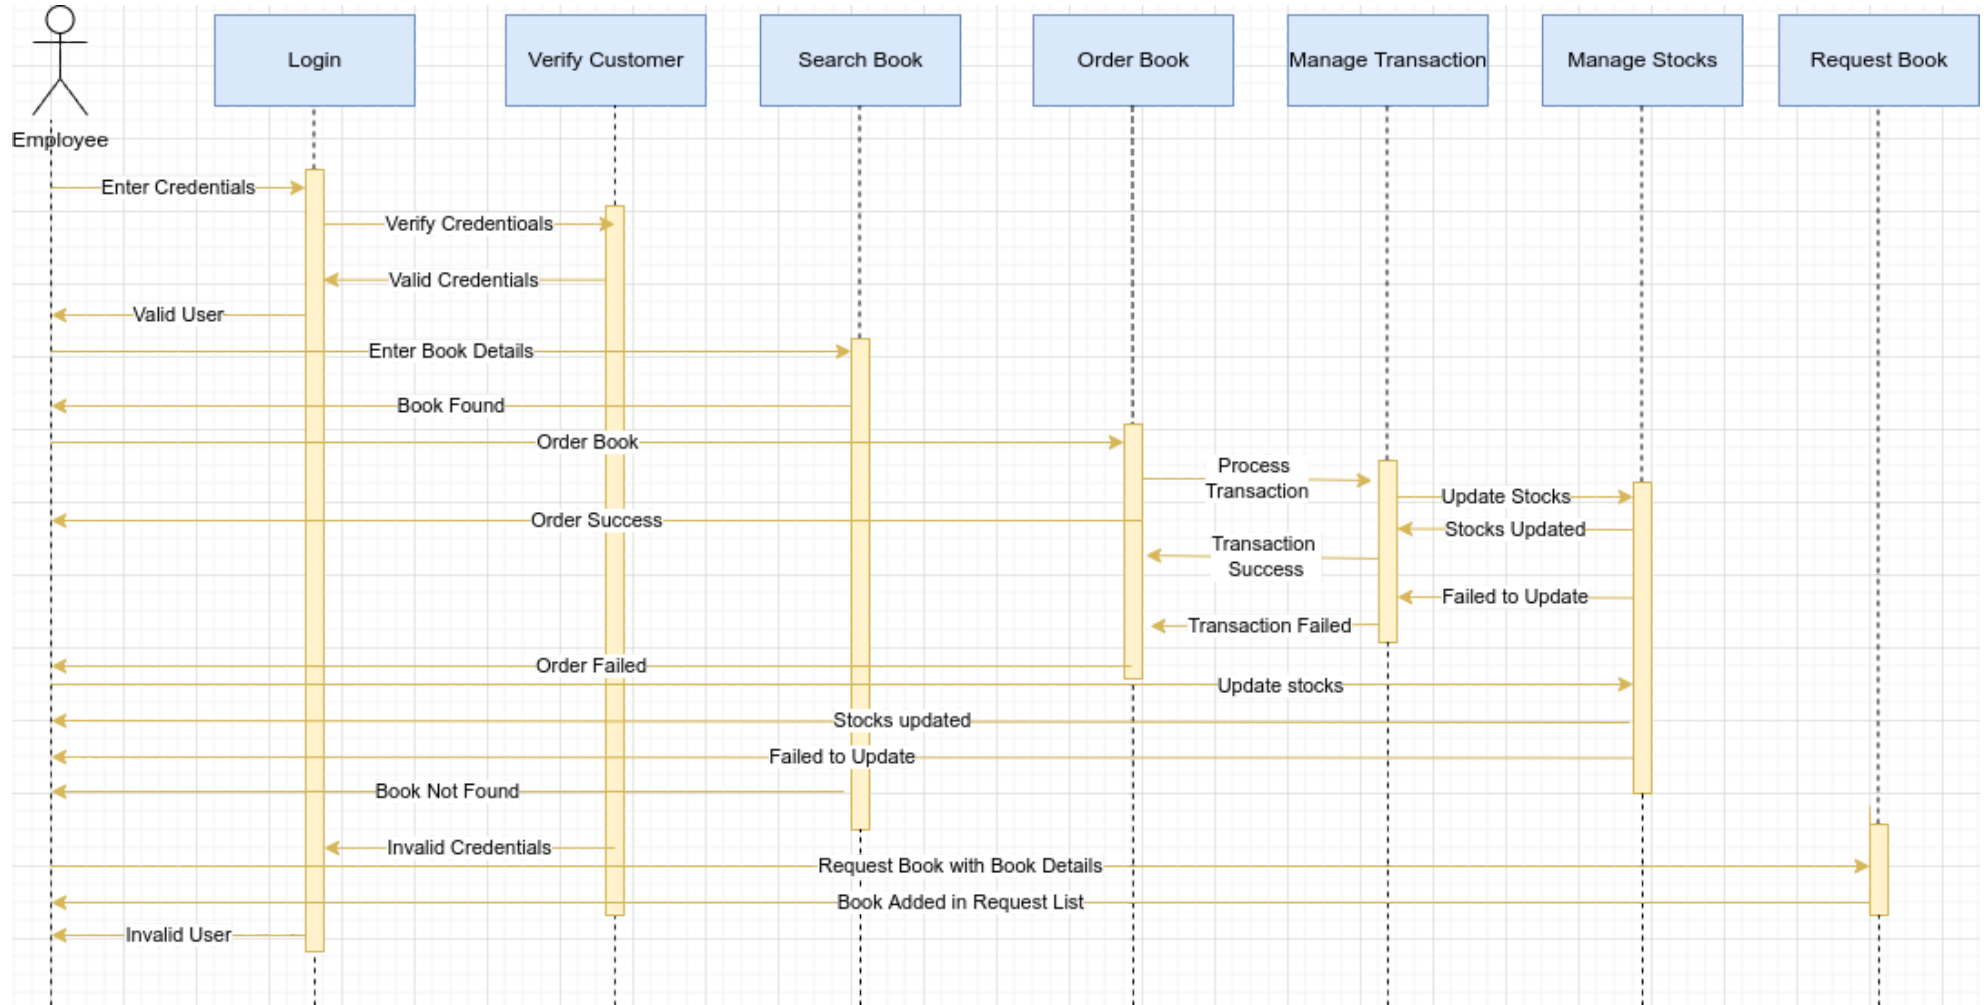 Login
Verify Customer
Search Book
Order Book
Manage Transaction
Manage Stocks
Request Book
Employee
Enter Credentials
Verify Credentioals
Valid Credentials
Valid User
Enter Book Details
Book Found
Order Book
Process
Transaction
Update Stocks
Order Success
Stocks Updated
Transaction
Success
Failed to Update
Transaction Failed
Order Failed
Update stocks
Stocks updated
Failed to Update
Book Not Found
Invalid Credentials
Request Book with Book Details
Book Added in Request List
Invalid User